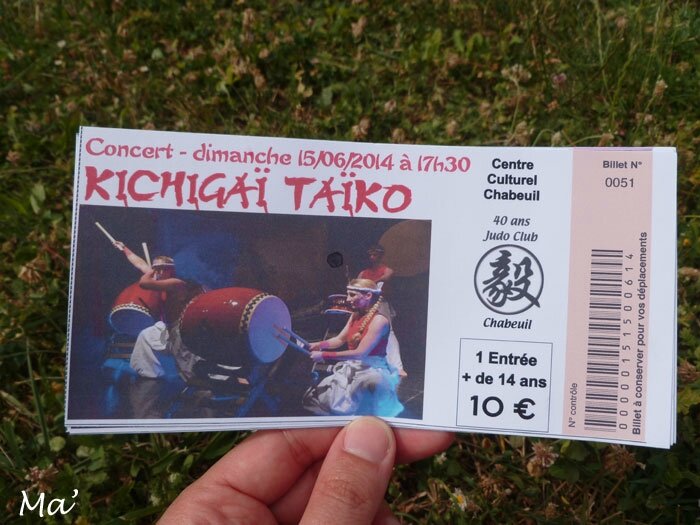 Concert - dimanche 15/06/2014 à 17h30
KICHIGAÏ TAÏKO
Centre
Culturel
Chabeuil
40 ans
Judo Club
毅
Chabeuil
1 Entrée
+ de 14 ans
10 €
Billet N°
0051
N° contrôle
00000151500614
Billet à conserver pour vos déplacements
Ma'